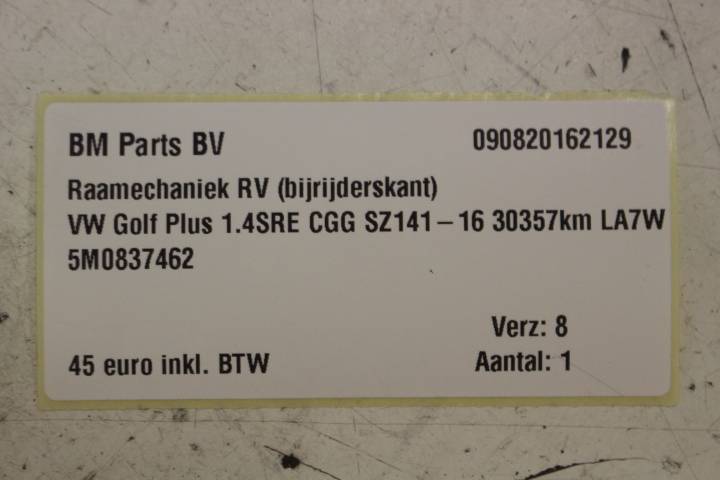 BM Parts BV 090820162129
Raamechaniek RV (bijrijderskant)
VW Golf Plus 1.4SRE CGG SZ141-16 30357km LA7W
5M0837462
Verz: 8
45 euro inkl. BTW Aantal: 1